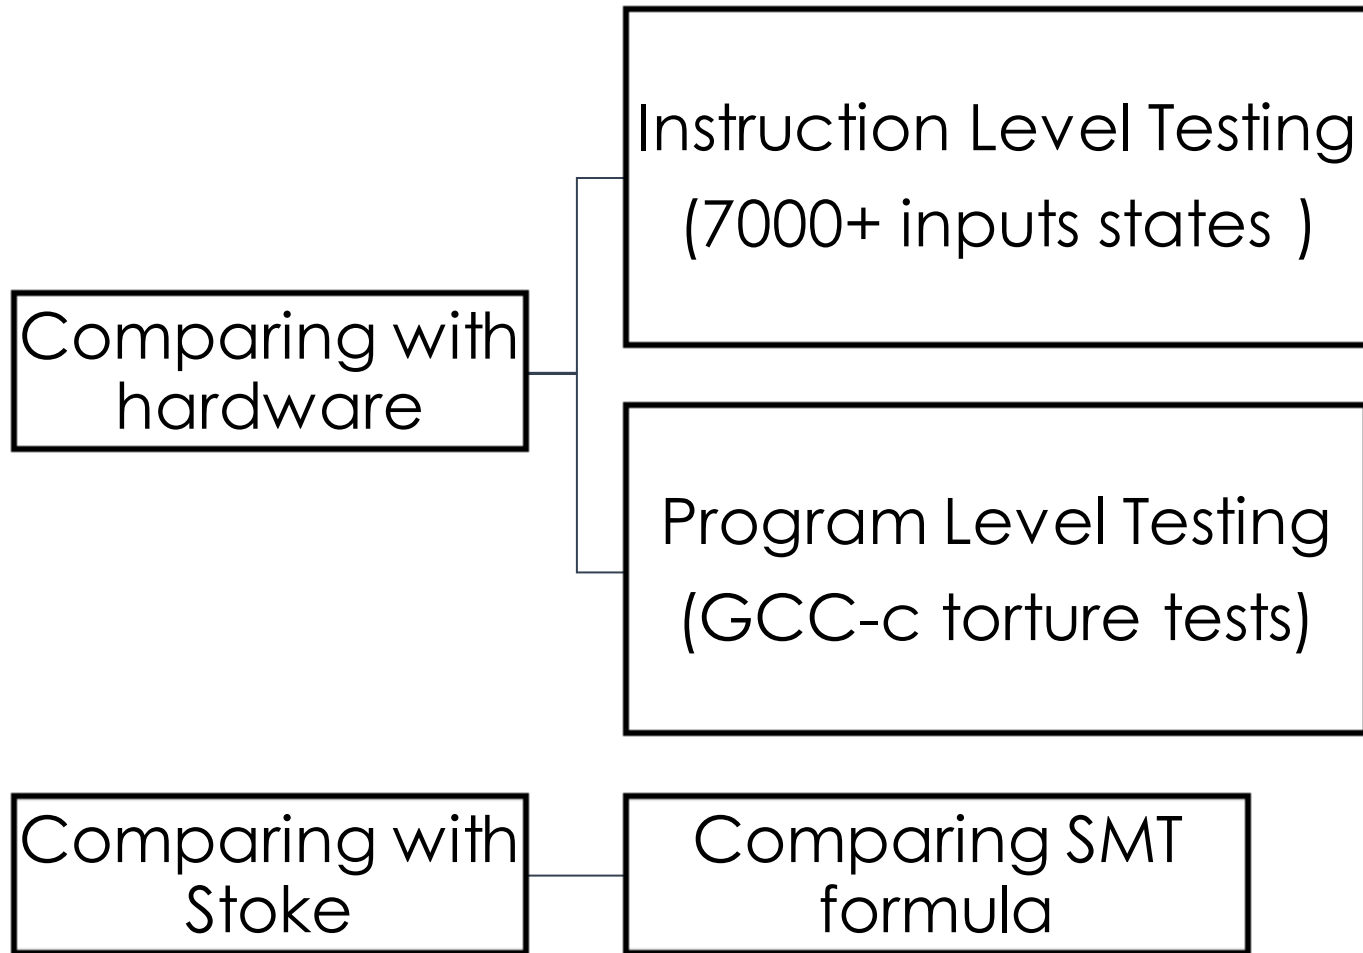 Instruction Level Testing
(7000+ inputs states )
Comparing with
hardware
Program Level Testing
(GCC-c torture tests)
Comparing with
Stoke
Comparing SMT
formula